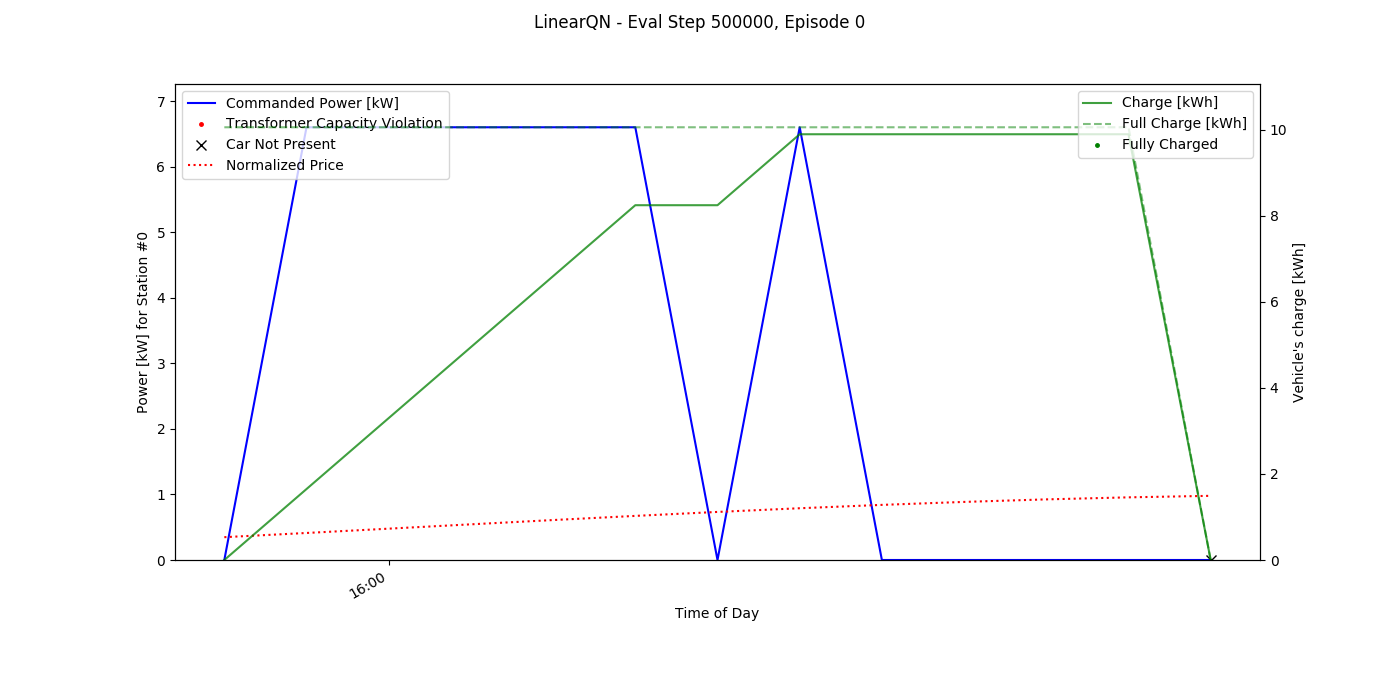 LinearQN - Eval Step 500000, Episode 0
Commanded Power [kW]
Transformer Capacity Violation
Car Not Present
Normalized Price
Charge [kWh]
Full Charge [kWh]
Fully Charged
7
6
5
4
3
2
1
0
Power [kW] for Station #0
10
8
6
4
2
0
Vehicle's charge [kWh]
16:00
Time of Day